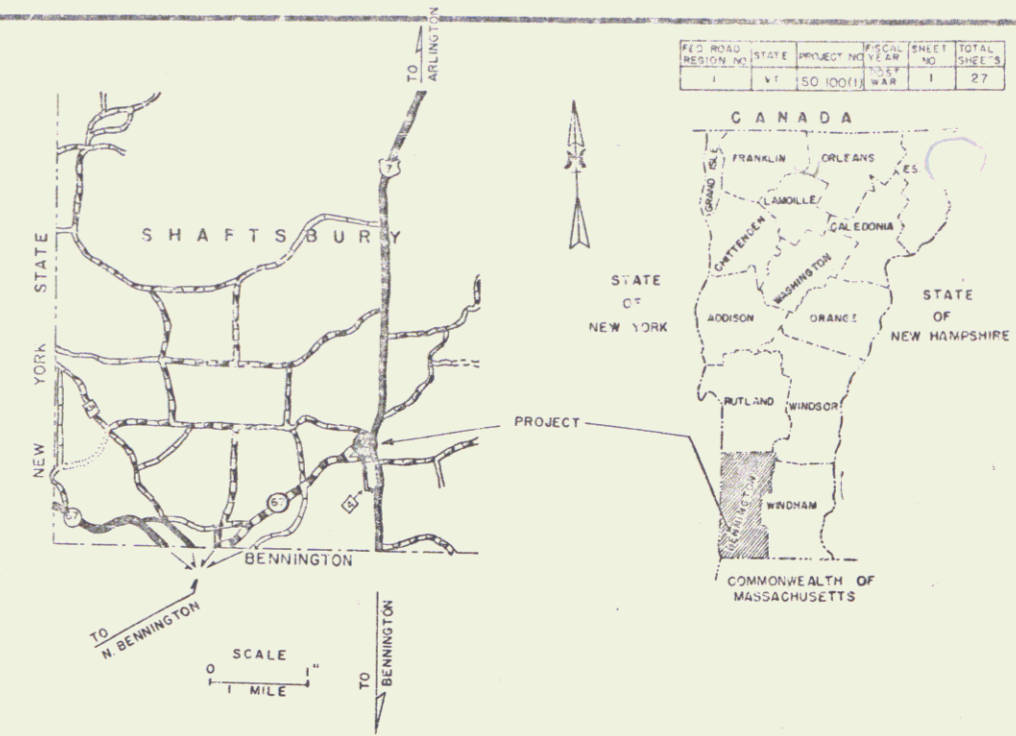 FED ROAD REGION NO | STATE | PROJECT NO | FISCAL YEAR | SHEET NO | TOTAL SHEETS
1 | VT | SO 100(1) | POST WAR | 1 | 27
TO ARLINGTON
7
SHAFTSBURY
NEW YORK STATE
67
67
BENNINGTON
TO N. BENNINGTON
TO BENNINGTON
SCALE
0 1"
1 MILE
PROJECT
CANADA
GRAND ISLE
FRANKLIN
ORLEANS
ES.
LAMOILLE
CHITTENDEN
CALEDONIA
WASHINGTON
STATE
OF
NEW YORK
ADDISON
ORANGE
STATE
OF
NEW HAMPSHIRE
RUTLAND
WINDSOR
BENNINGTON
WINDHAM
COMMONWEALTH OF
MASSACHUSETTS